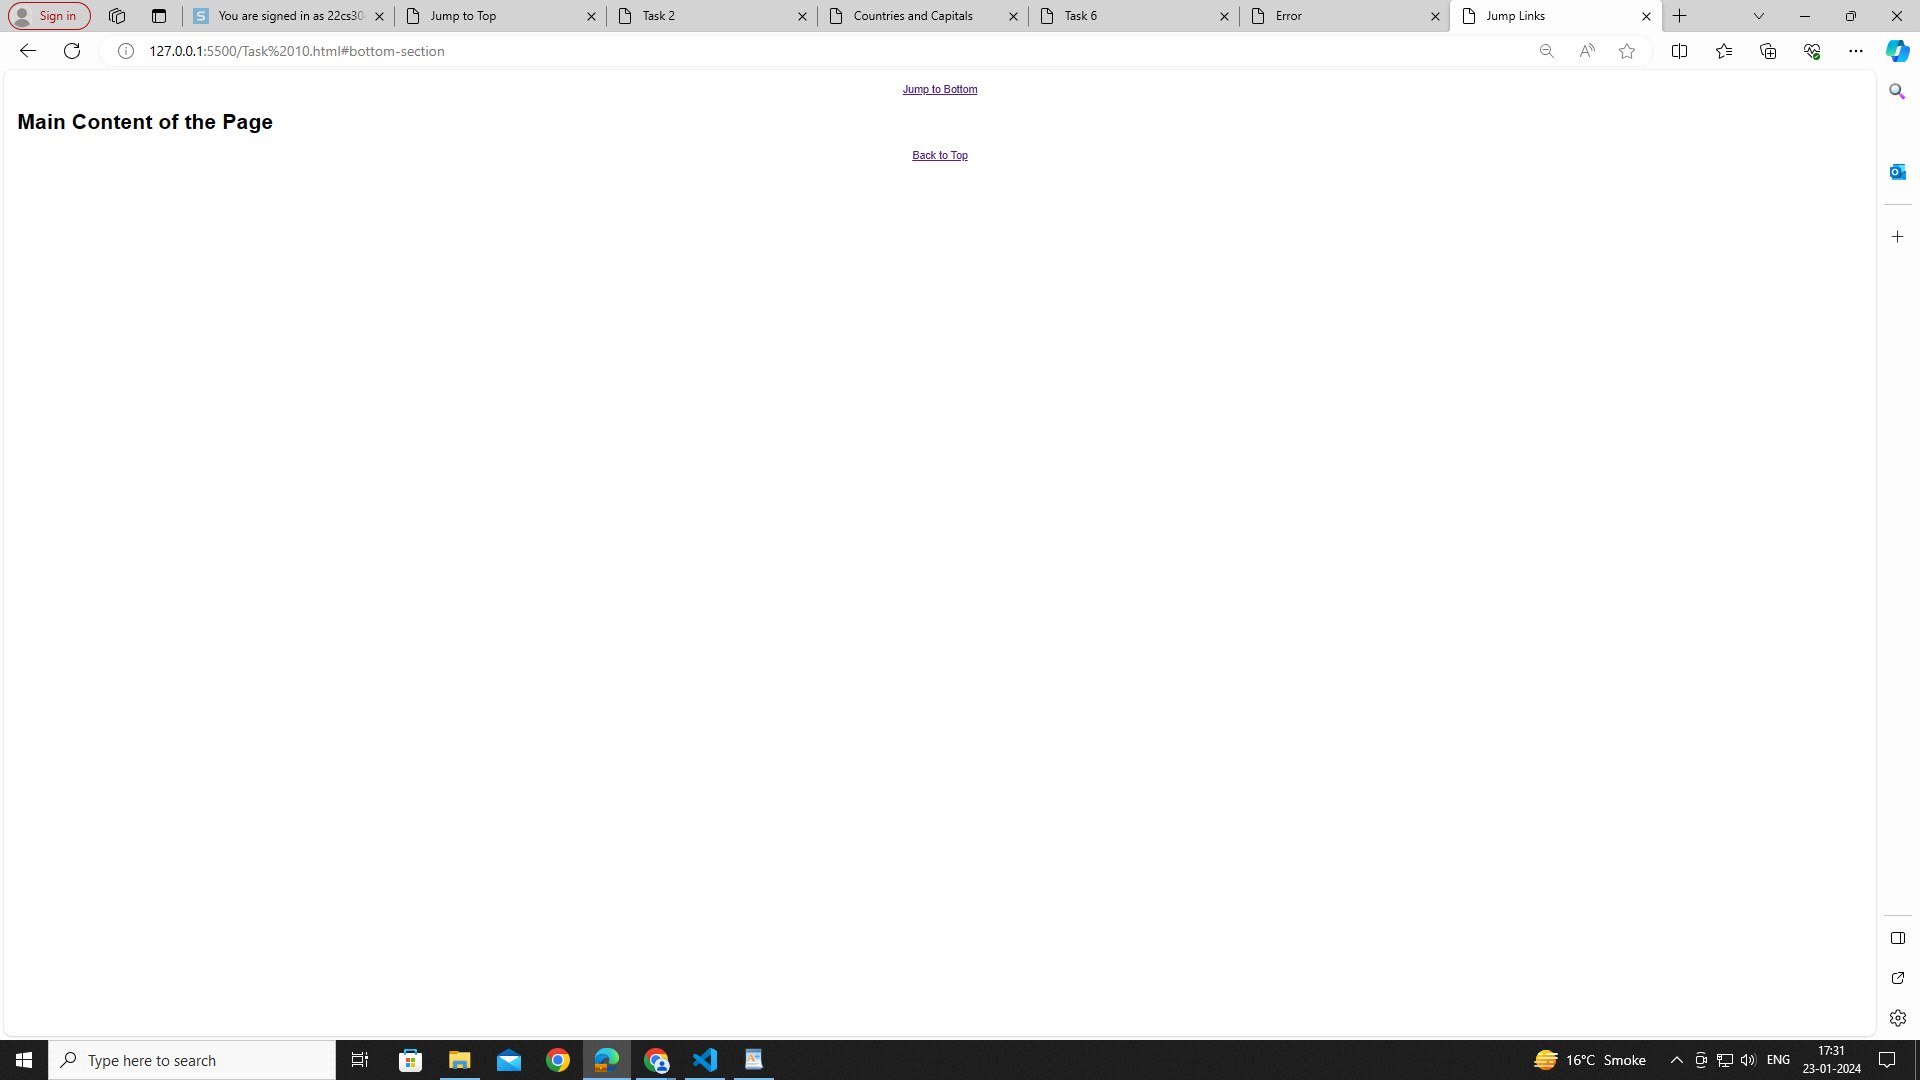 Sign in
You are signed in as 22cs30
Jump to Top
Task 2
Countries and Capitals
Task 6
Error
Jump Links
127.0.0.1:5500/Task%2010.html#bottom-section
Jump to Bottom
Main Content of the Page
Back to Top
Type here to search
16°C Smoke
ENG
17:31
23-01-2024